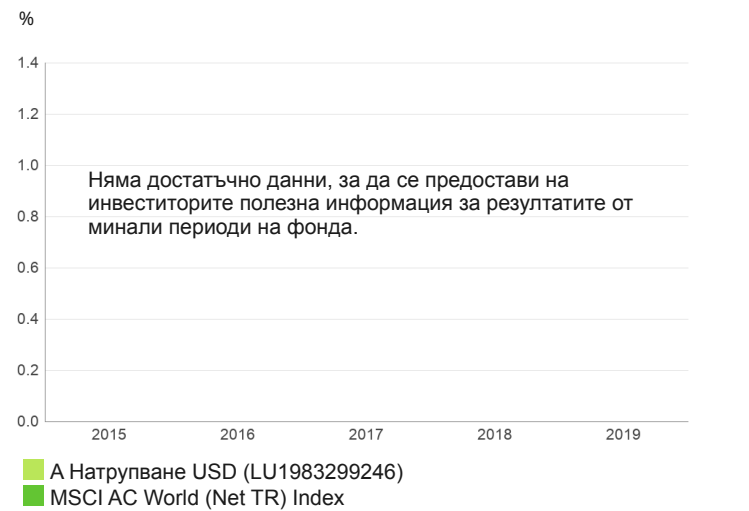 %
1.4
1.2
1.0
Няма достатъчно данни, за да се предостави на
инвеститорите полезна информация за резултатите от
0.8
минали периоди на фонда.
0.6
0.4
0.2
0.0
2015 2016 2017 2018 2019
А Натрупване USD (LU1983299246)
MSCI AC World (Net TR) Index